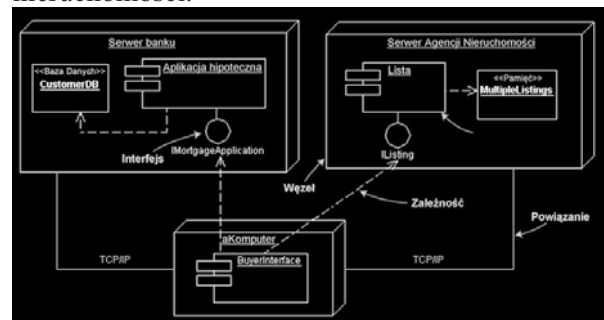 nieruchomości.
Serwer banku
Serwer Agencji Nieruchomości
<<Baza Danych>>
CustomerDB
Aplikacja hipoteczna
Lista
<<Pamięć>>
MultipleListings
Interfejs
IMortgageApplication
IListing
Węzeł
Zależność
Powiązanie
aKomputer
BuyerInterface
TCP/IP
TCP/IP